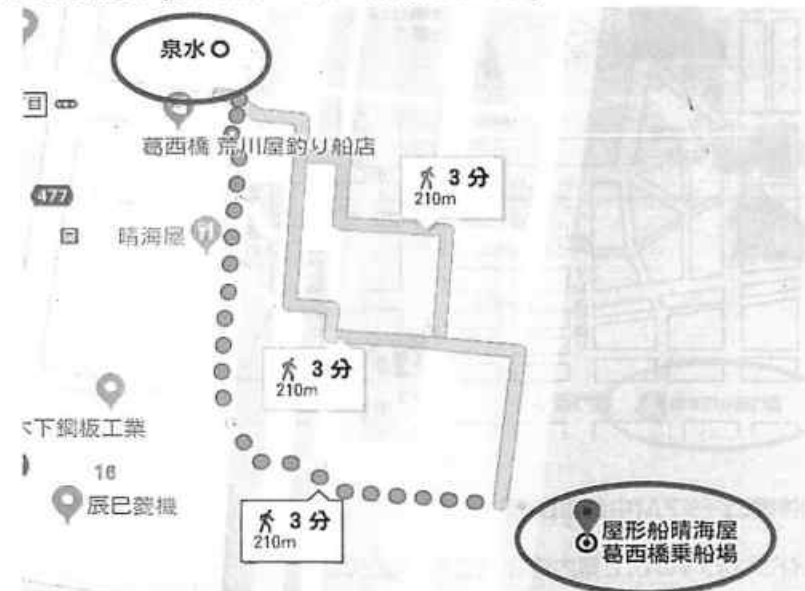 泉水
目
葛西橋 荒川屋釣り船店
3 分
210m
477
晴海屋
3 分
210m
木下鋼板工業
16
辰巳菱機
3 分
210m
屋形船晴海屋
葛西橋乗船場